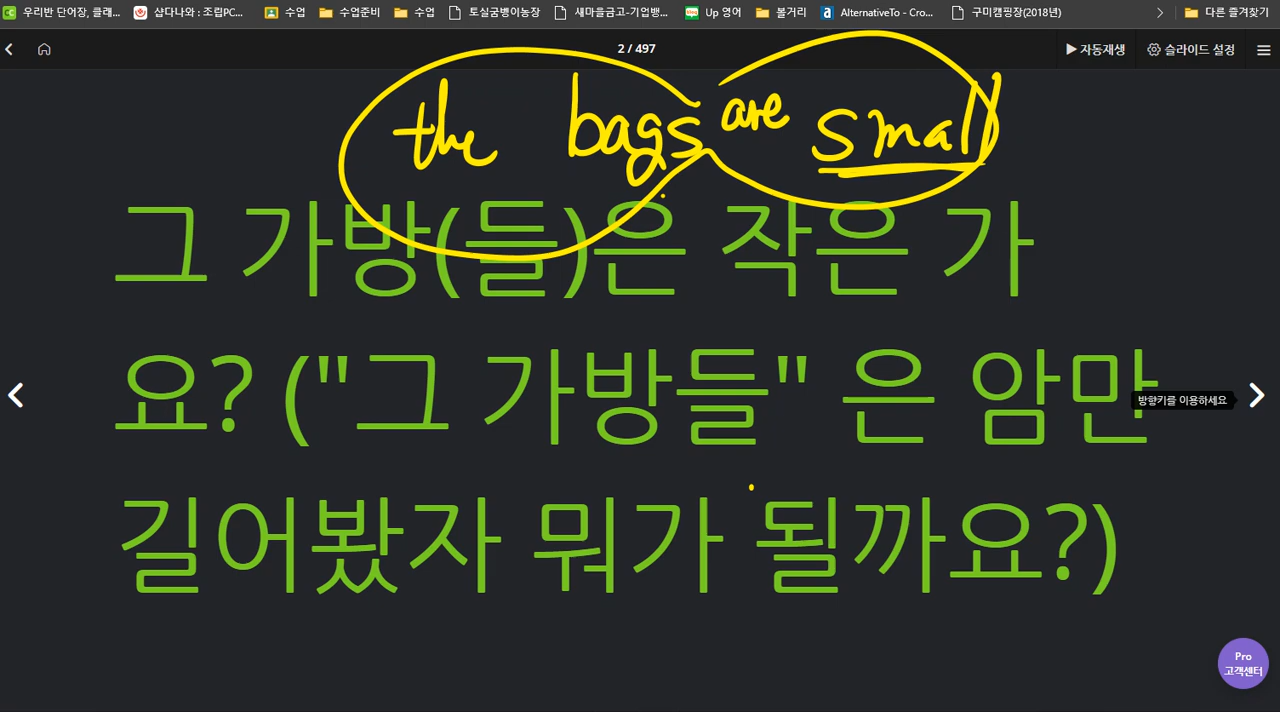 우리반 단어장, 클래... 샵다나와 : 조립PC... 수업 수업준비 수업 토실굼벵이농장 새마을금고-기업뱅... Up 영어 볼거리 AlternativeTo - Cro... 구미캠핑장(2018년) 다른 즐겨찾기
2 / 497 자동재생 슬라이드 설정
the bags are small
그 가방(들)은 작은 가
요? ("그 가방들" 은 암만
방향키를 이용하세요
길어봤자 뭐가 될까요?)
Pro
고객센터